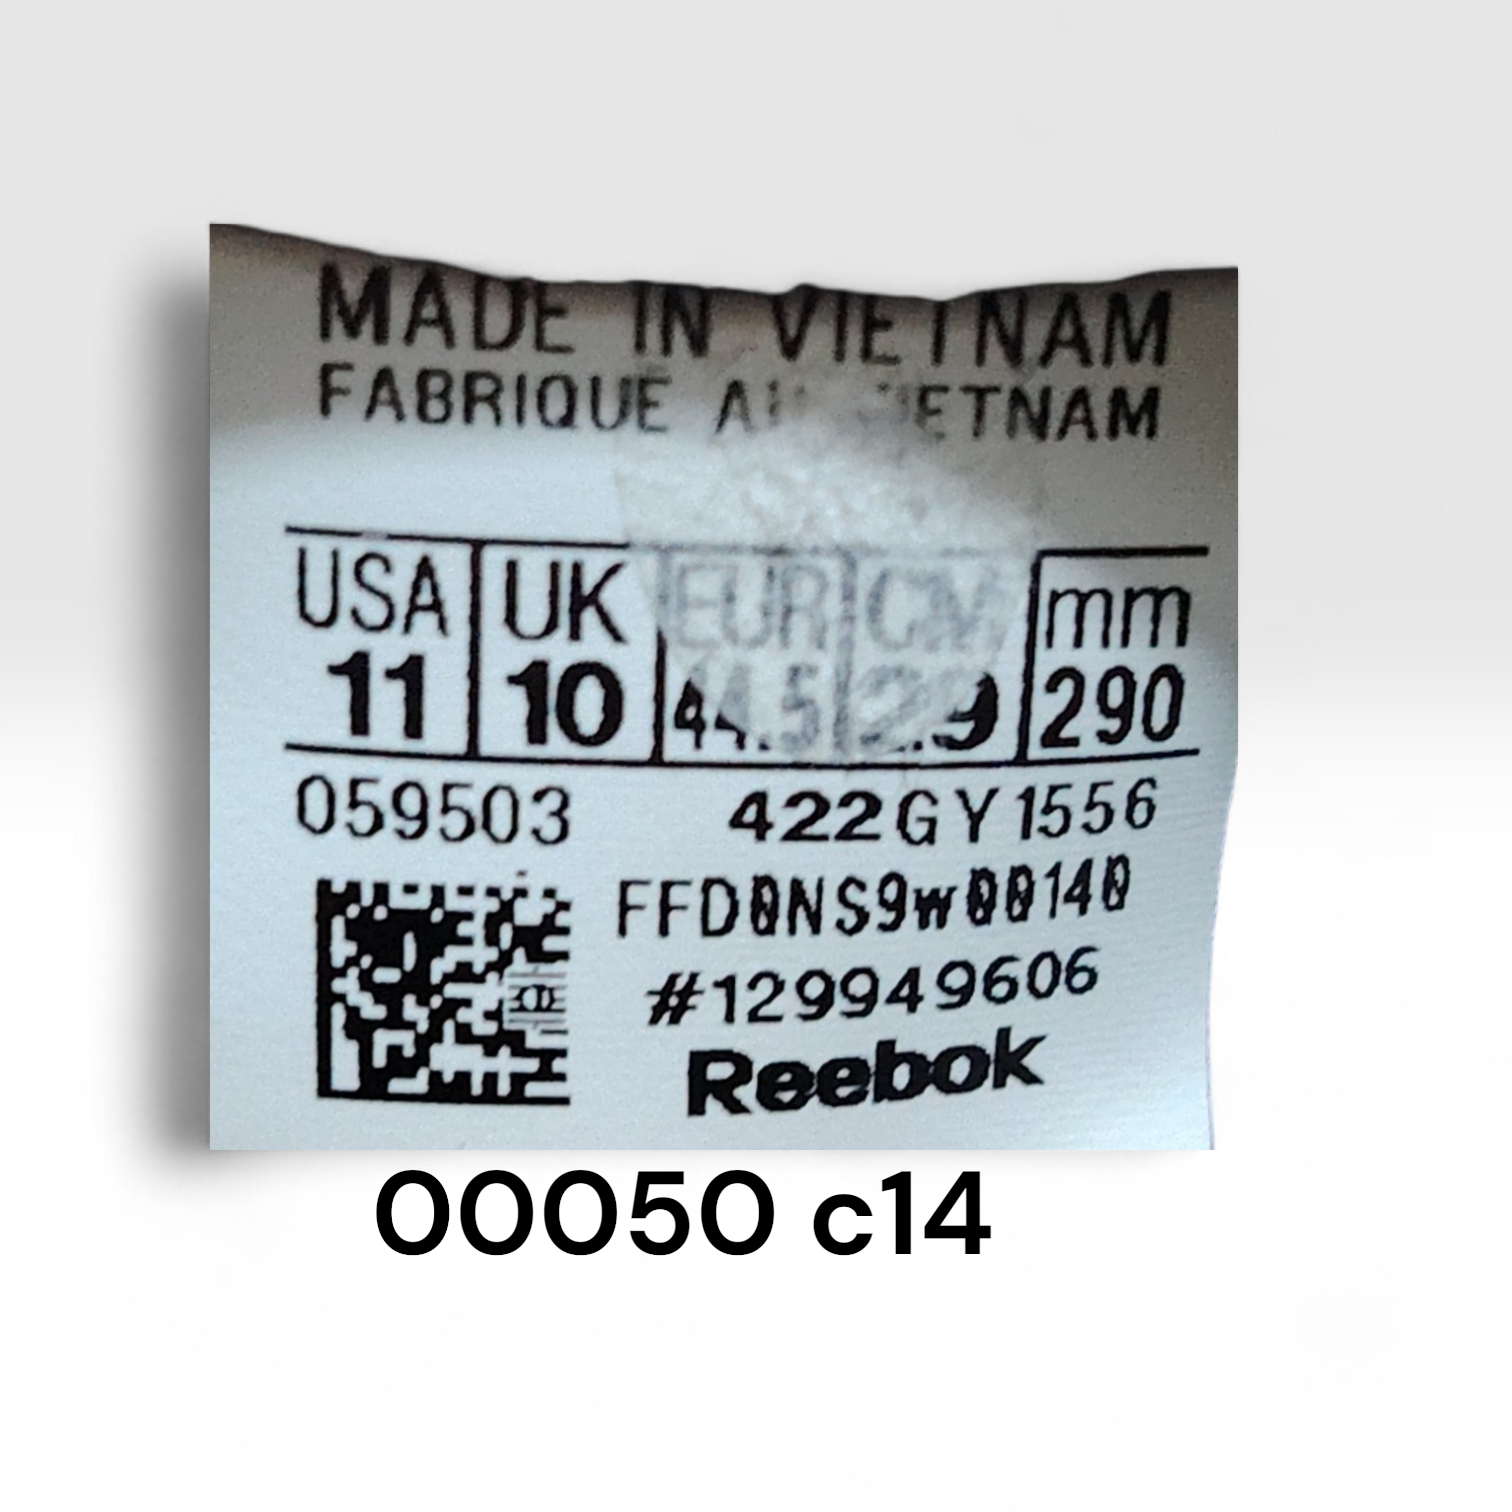 MADE IN VIETNAM
FABRIQUE AU VIETNAM
USA UK EUR CM mm
11 10 44.5 29 290
059503 422GY1556
FFD0NS9w00140
#129949606
Reebok
00050 c14